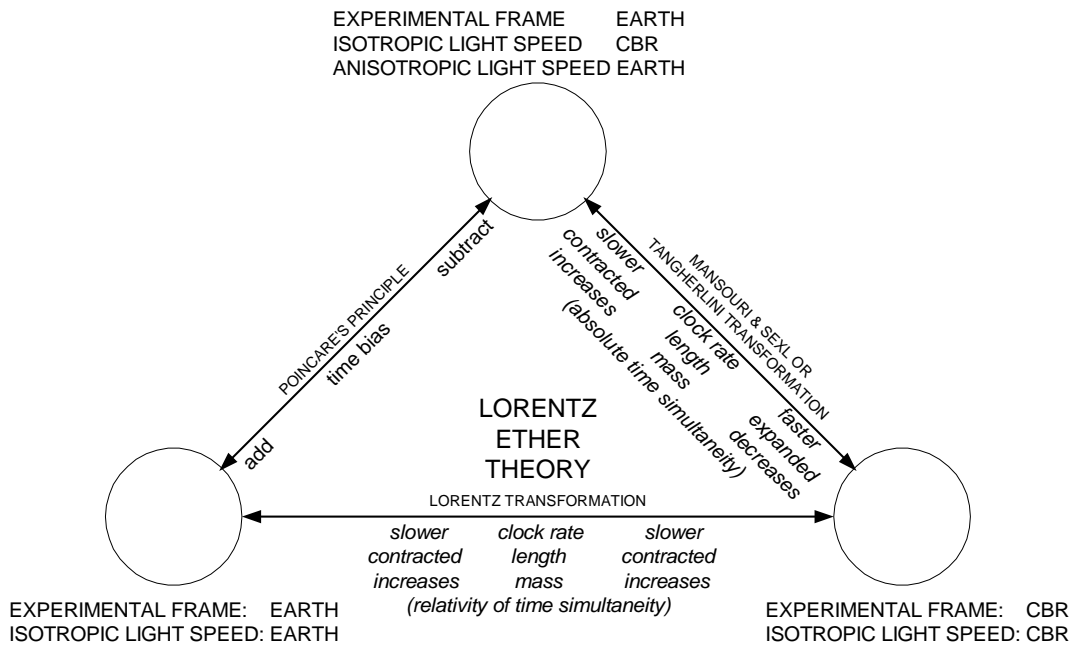 EXPERIMENTAL FRAME EARTH
ISOTROPIC LIGHT SPEED CBR
ANISOTROPIC LIGHT SPEED EARTH
POINCARE'S PRINCIPLE
subtract
time bias
add
MANSOURI & SEXL OR
TANGHERLINI TRANSFORMATION
slower clock rate faster
contracted length expanded
increases mass decreases
(absolute time simultaneity)
LORENTZ
ETHER
THEORY
LORENTZ TRANSFORMATION
slower clock rate slower
contracted length contracted
increases mass increases
(relativity of time simultaneity)
EXPERIMENTAL FRAME: EARTH
ISOTROPIC LIGHT SPEED: EARTH
EXPERIMENTAL FRAME: CBR
ISOTROPIC LIGHT SPEED: CBR